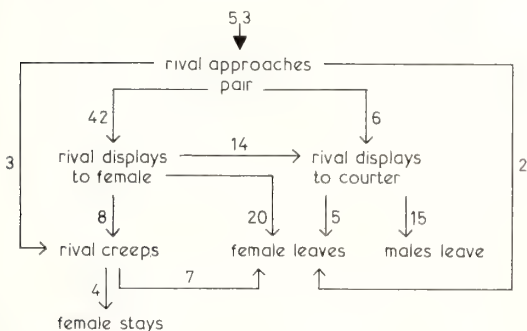 53
rival approaches
pair
42
6
3
rival displays
to female
14
rival displays
to courter
2
8
20
5
15
rival creeps
female leaves
males leave
4
7
female stays